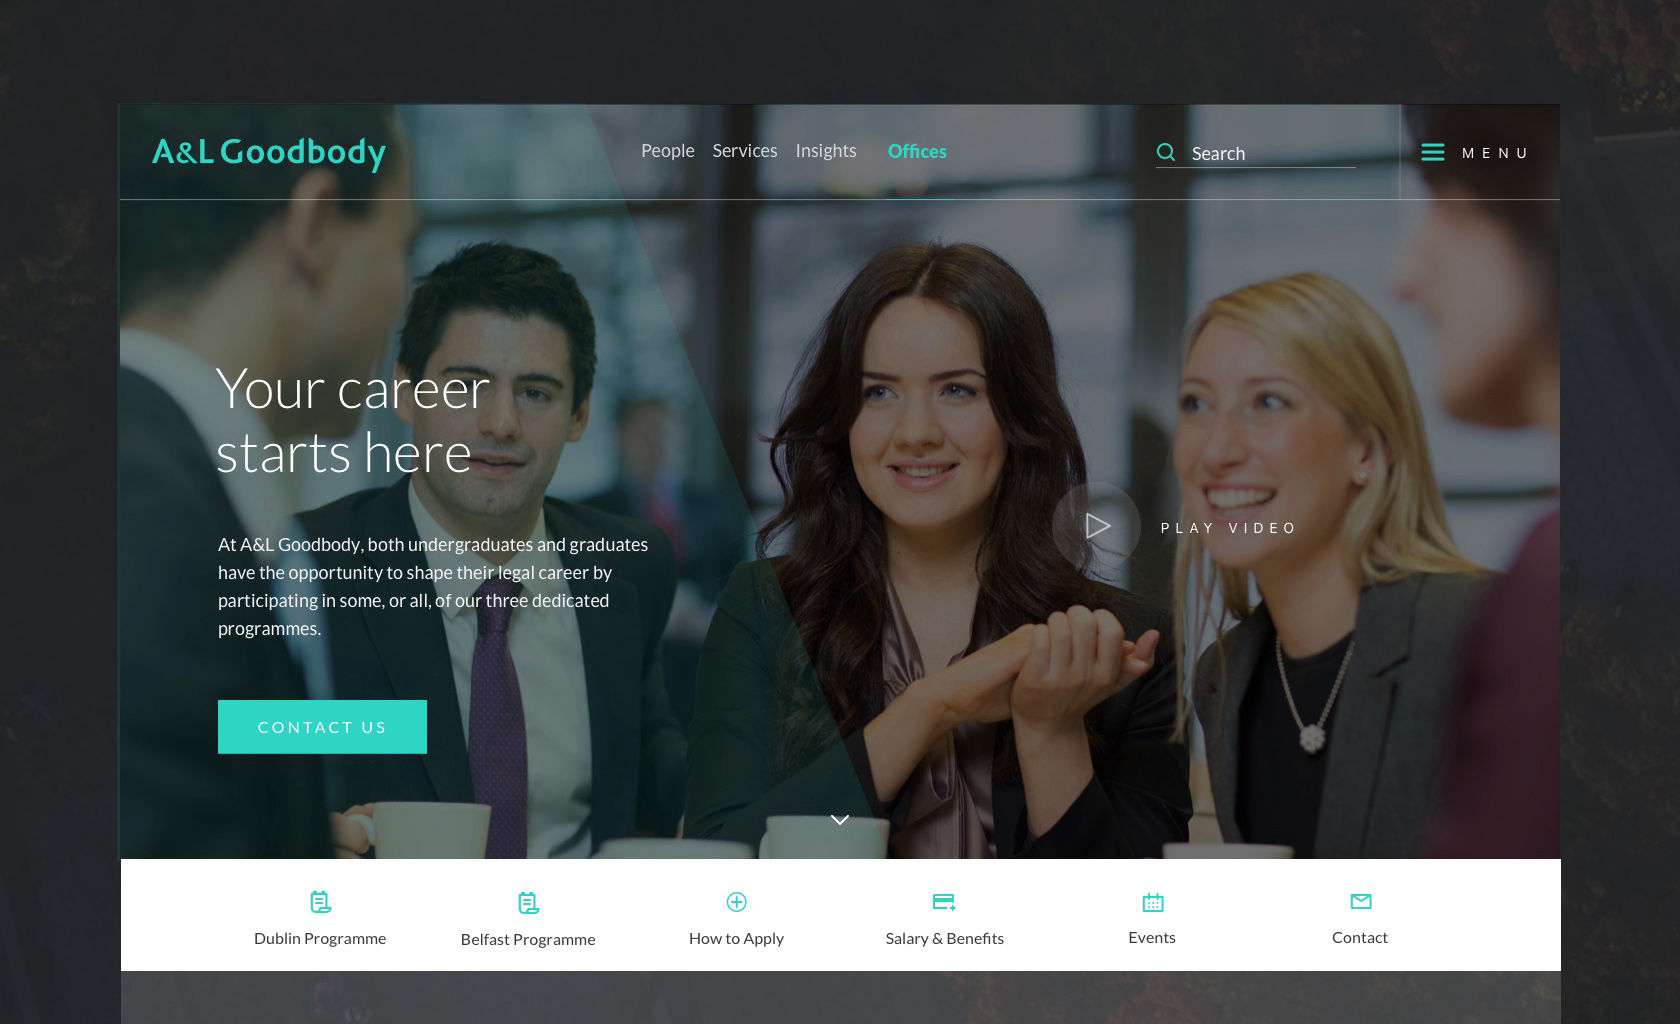 A&L Goodbody
People Services Insights Offices
Search
MENU
Your career
starts here
At A&L Goodbody, both undergraduates and graduates
have the opportunity to shape their legal career by
participating in some, or all, of our three dedicated
programmes.
PLAY VIDEO
CONTACT US
Dublin Programme
Belfast Programme
How to Apply
Salary & Benefits
Events
Contact